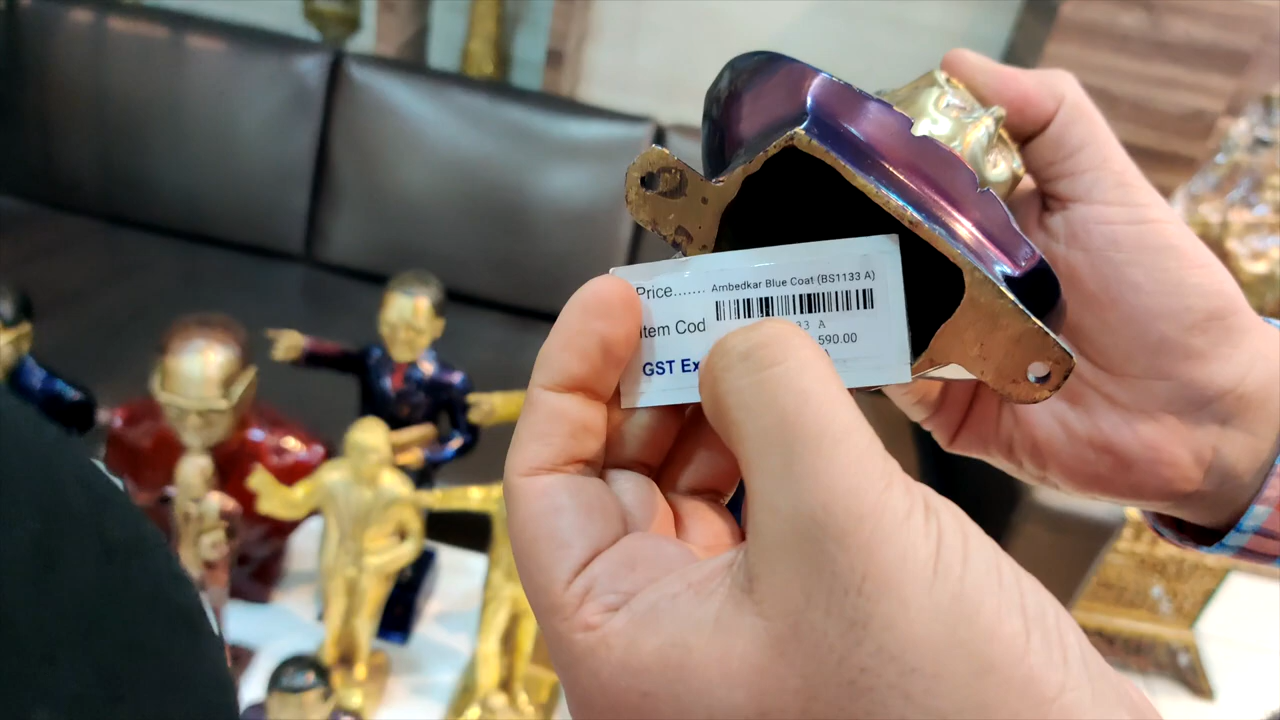 Price....... Ambedkar Blue Coat (BS1133 A)
Item Cod
33 A
590.00
GST Ex